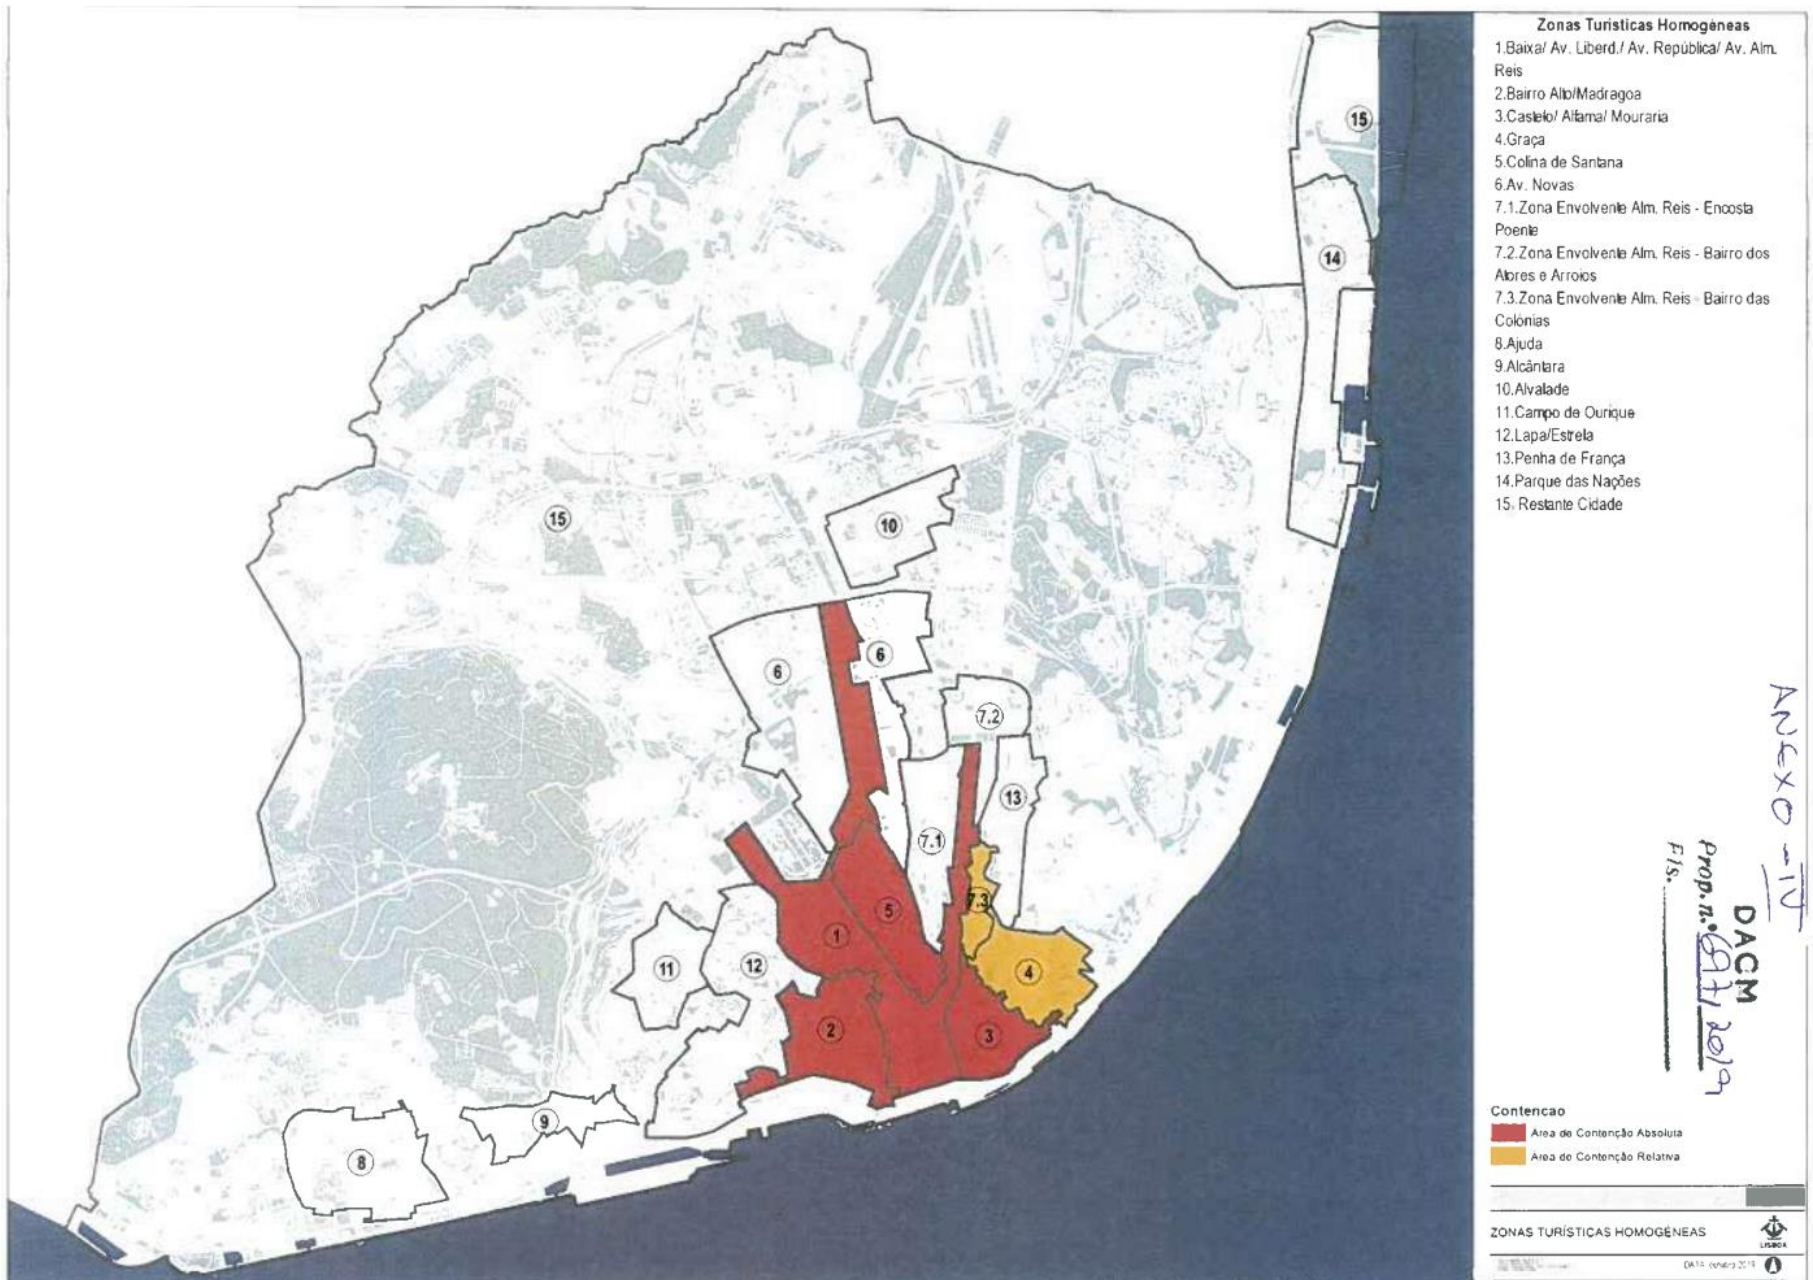 Zonas Turísticas Homogéneas
1.Baixa/ Av. Liberd./ Av. República/ Av. Alm.
Reis
2.Bairro Alto/Madragoa
3.Castelo/ Alfama/ Mouraria
4.Graça
5.Colina de Santana
6.Av. Novas
7.1.Zona Envolvente Alm. Reis - Encosta
Poente
7.2.Zona Envolvente Alm. Reis - Bairro dos
Atores e Arroios
7.3.Zona Envolvente Alm. Reis - Bairro das
Colónias
8.Ajuda
9.Alcântara
10.Alvalade
11.Campo de Ourique
12.Lapa/Estrela
13.Penha de França
14.Parque das Nações
15. Restante Cidade
15
14
15
10
6
6
7.2
13
7.1
7.3
5
1
4
11
12
2
3
9
8
ANEXO - IV
DACM
Prop. n.º 697/2019
Fls.
Contencao
Area de Contenção Absoluta
Area de Contenção Relativa
ZONAS TURÍSTICAS HOMOGÉNEAS
LISBOA